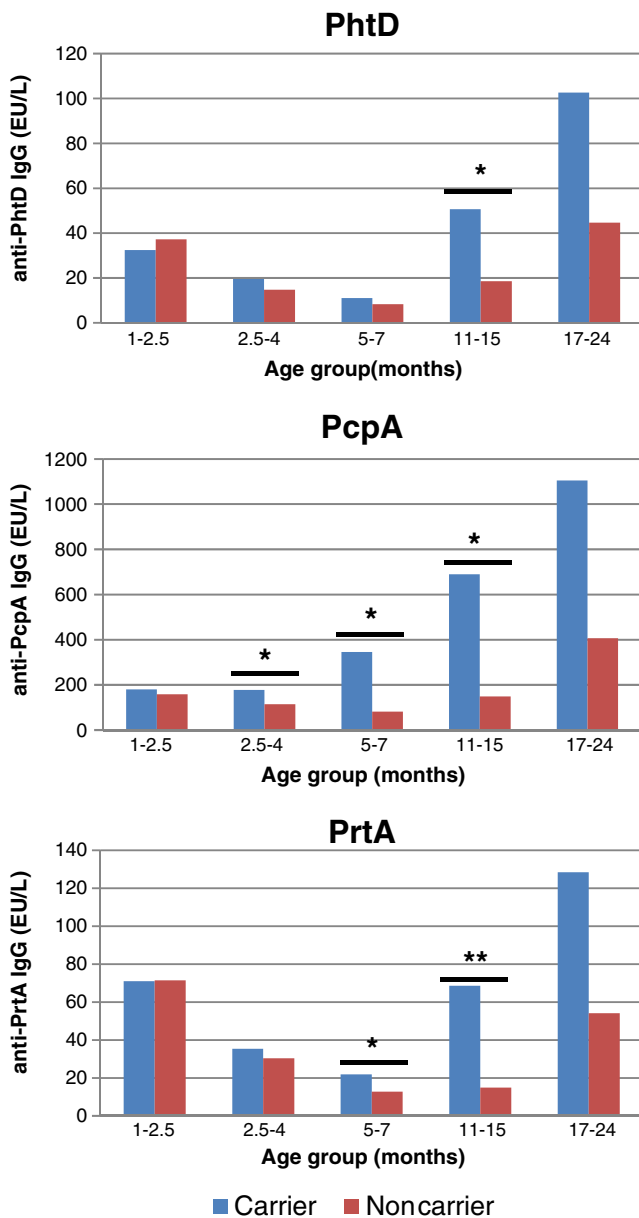 PhtD
120
100
80
60
40
20
0
anti-PhtD IgG (EU/L)
*
1-2.5 2.5-4 5-7 11-15 17-24
Age group(months)
PcpA
1200
1000
800
600
400
200
0
anti-PcpA IgG (EU/L)
* * *
1-2.5 2.5-4 5-7 11-15 17-24
Age group (months)
PrtA
140
120
100
80
60
40
20
0
anti-PrtA IgG (EU/L)
* **
1-2.5 2.5-4 5-7 11-15 17-24
Age group (months)
Carrier Noncarrier